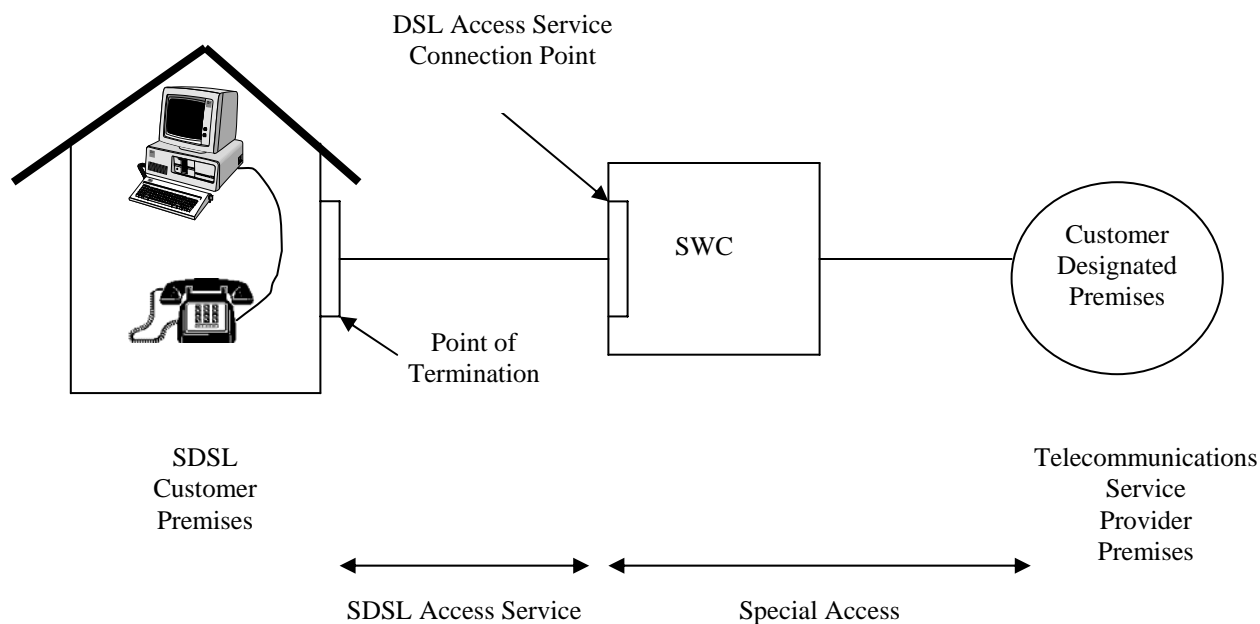 DSL Access Service
Connection Point
SWC
Customer
Designated
Premises
Point of
Termination
SDSL
Customer
Premises
Telecommunications
Service
Provider
Premises
SDSL Access Service
Special Access